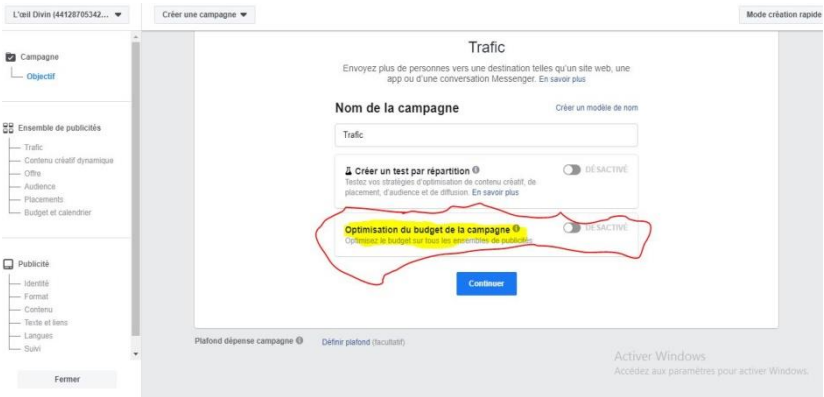 L'œil Divin (44128705342...
Créer une campagne
Mode création rapide
Campagne
Objectif
Ensemble de publicités
Trafic
Contenu créatif dynamique
Offre
Audience
Placements
Budget et calendrier
Publicité
Identité
Format
Contenu
Texte et liens
Langues
Suivi
Fermer
Trafic
Envoyez plus de personnes vers une destination telles qu'un site web, une
app ou d'une conversation Messenger. En savoir plus
Nom de la campagne
Créer un modèle de nom
Trafic
Créer un test par répartition
DÉSACTIVÉ
Testez vos stratégies d'optimisation de contenu créatif, de
placement, d'audience et de diffusion. En savoir plus
Optimisation du budget de la campagne
DÉSACTIVÉ
Optimisez le budget sur tous les ensembles de publicités
Continuer
Plafond dépense campagne
Définir plafond (facultatif)
Activer Windows
Accédez aux paramètres pour activer Windows.